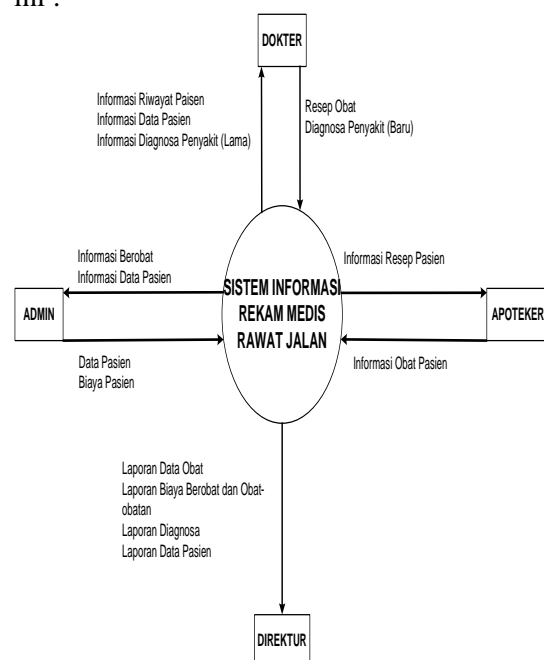 ini :
DOKTER
Informasi Riwayat Paisen
Informasi Data Pasien
Informasi Diagnosa Penyakit (Lama)
Resep Obat
Diagnosa Penyakit (Baru)
Informasi Berobat
Informasi Data Pasien
Informasi Resep Pasien
ADMIN
SISTEM INFORMASI
REKAM MEDIS
RAWAT JALAN
APOTEKER
Data Pasien
Biaya Pasien
Informasi Obat Pasien
Laporan Data Obat
Laporan Biaya Berobat dan Obat-
obatan
Laporan Diagnosa
Laporan Data Pasien
DIREKTUR